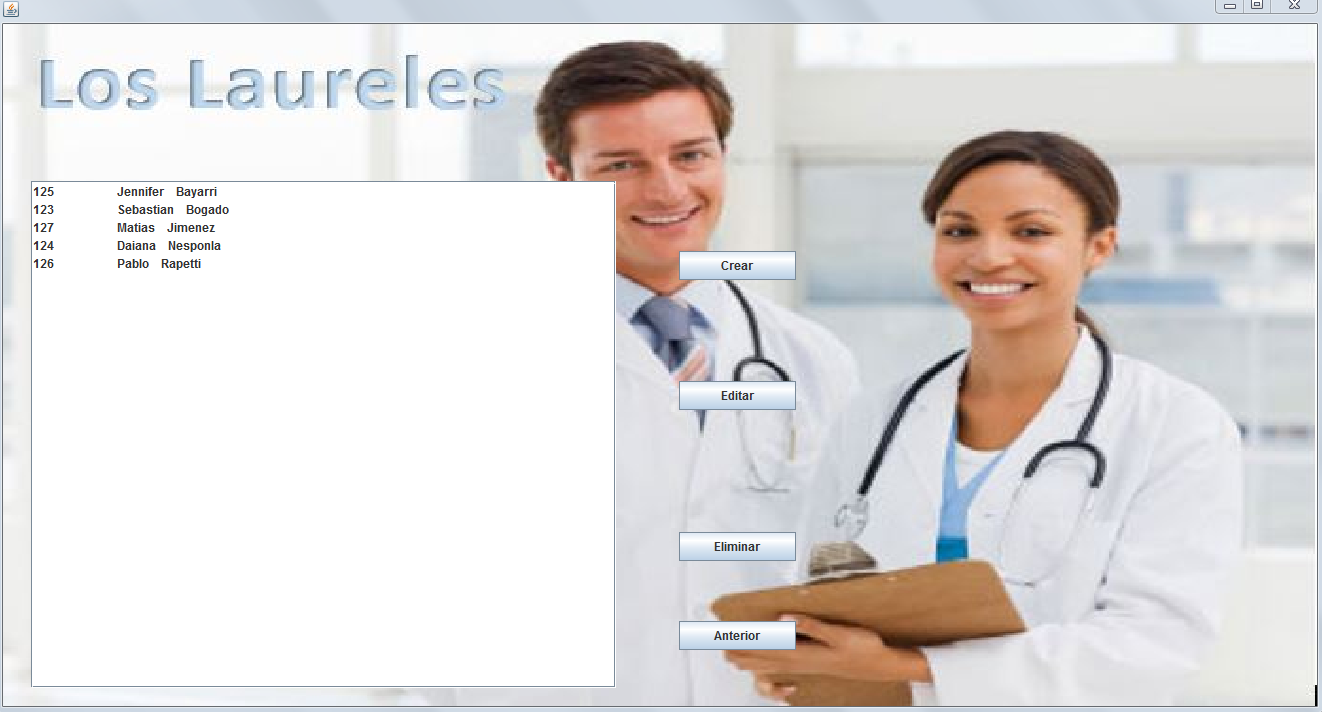 Los Laureles
125 Jennifer Bayarri
123 Sebastian Bogado
127 Matias Jimenez
124 Daiana Nesponla
126 Pablo Rapetti
Crear
Editar
Eliminar
Anterior